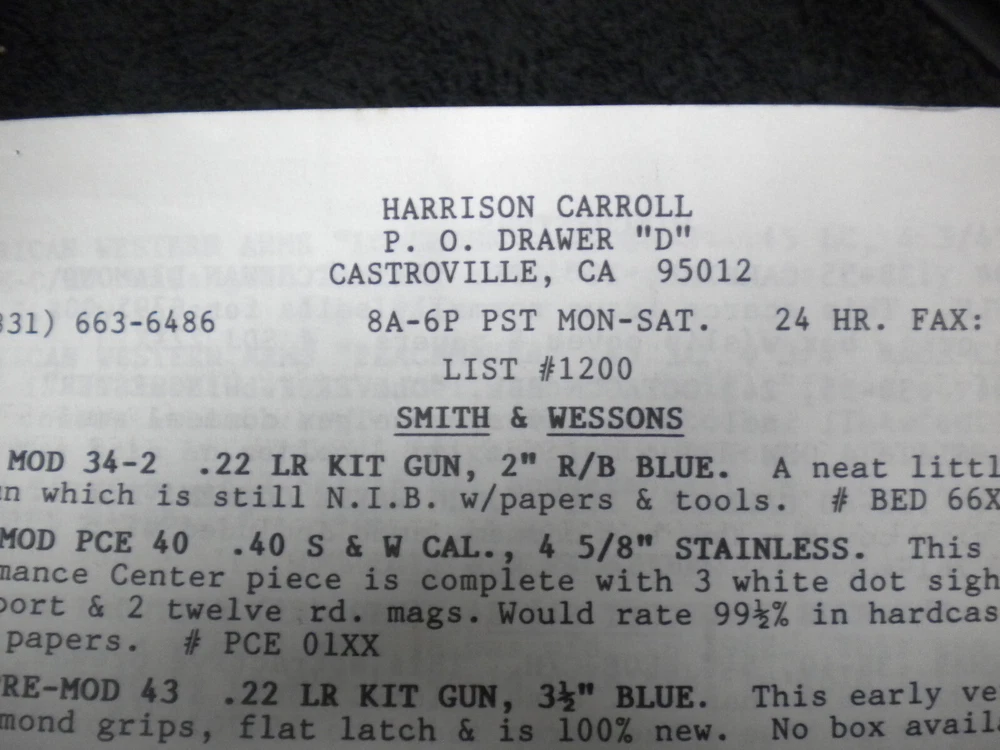 HARRISON CARROLL
P. O. DRAWER "D"
CASTROVILLE, CA 95012
331) 663-6486 8A-6P PST MON-SAT. 24 HR. FAX:
LIST #1200
SMITH & WESSONS
MOD 34-2 .22 LR KIT GUN, 2" R/B BLUE. A neat littl
n which is still N.I.B. w/papers & tools. # BED 66X
MOD PCE 40 .40 S & W CAL., 4 5/8" STAINLESS. This
mance Center piece is complete with 3 white dot sigh
port & 2 twelve rd. mags. Would rate 99½% in hardcas
papers. # PCE 01XX
RE-MOD 43 .22 LR KIT GUN, 3½" BLUE. This early ve
mond grips, flat latch & is 100% new. No box avail